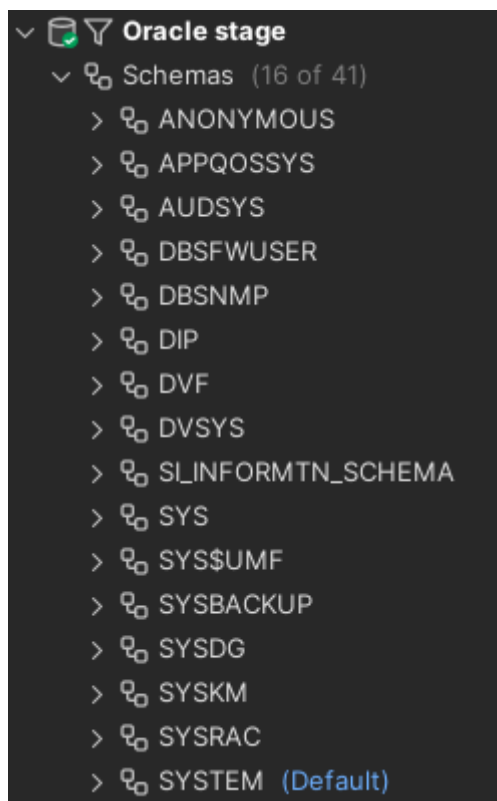 Oracle stage
Schemas (16 of 41)
ANONYMOUS
APPQOSSYS
AUDSYS
DBSFWUSER
DBSNMP
DIP
DVF
DVSYS
SI_INFORMTN_SCHEMA
SYS
SYS$UMF
SYSBACKUP
SYSDG
SYSKM
SYSRAC
SYSTEM (Default)